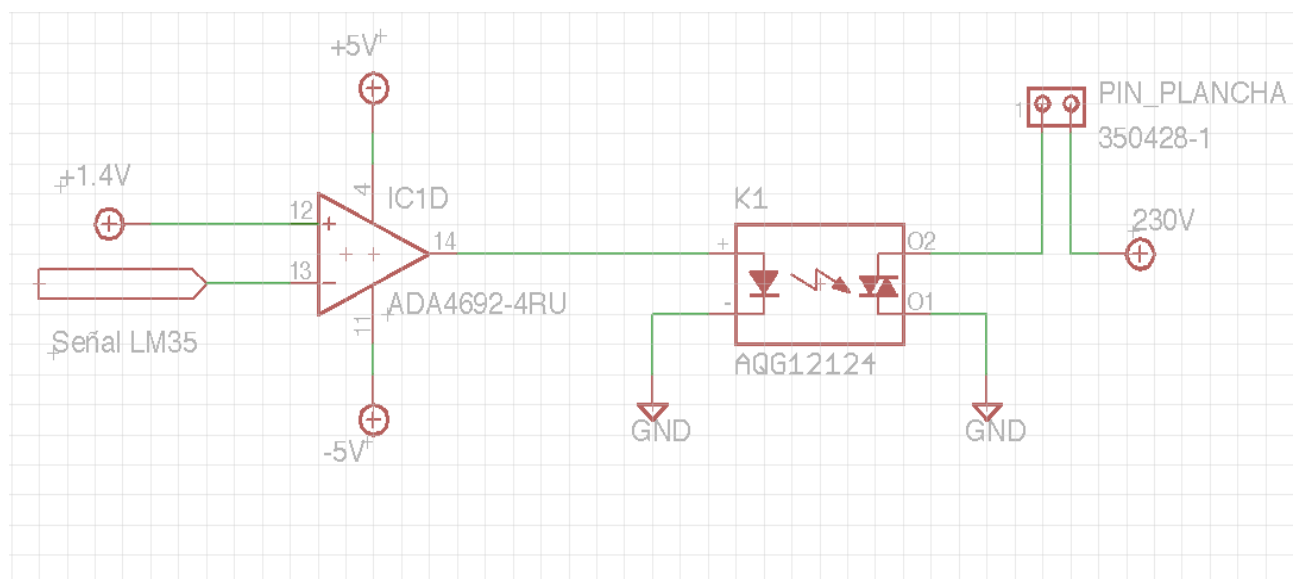 +5V
PIN_PLANCHA
1
350428-1
+1.4V
4
IC1D
K1
12
+
14
+
O2
230V
13
-
-
O1
ADA4692-4RU
11
Señal LM35
AQG12124
GND
GND
-5V